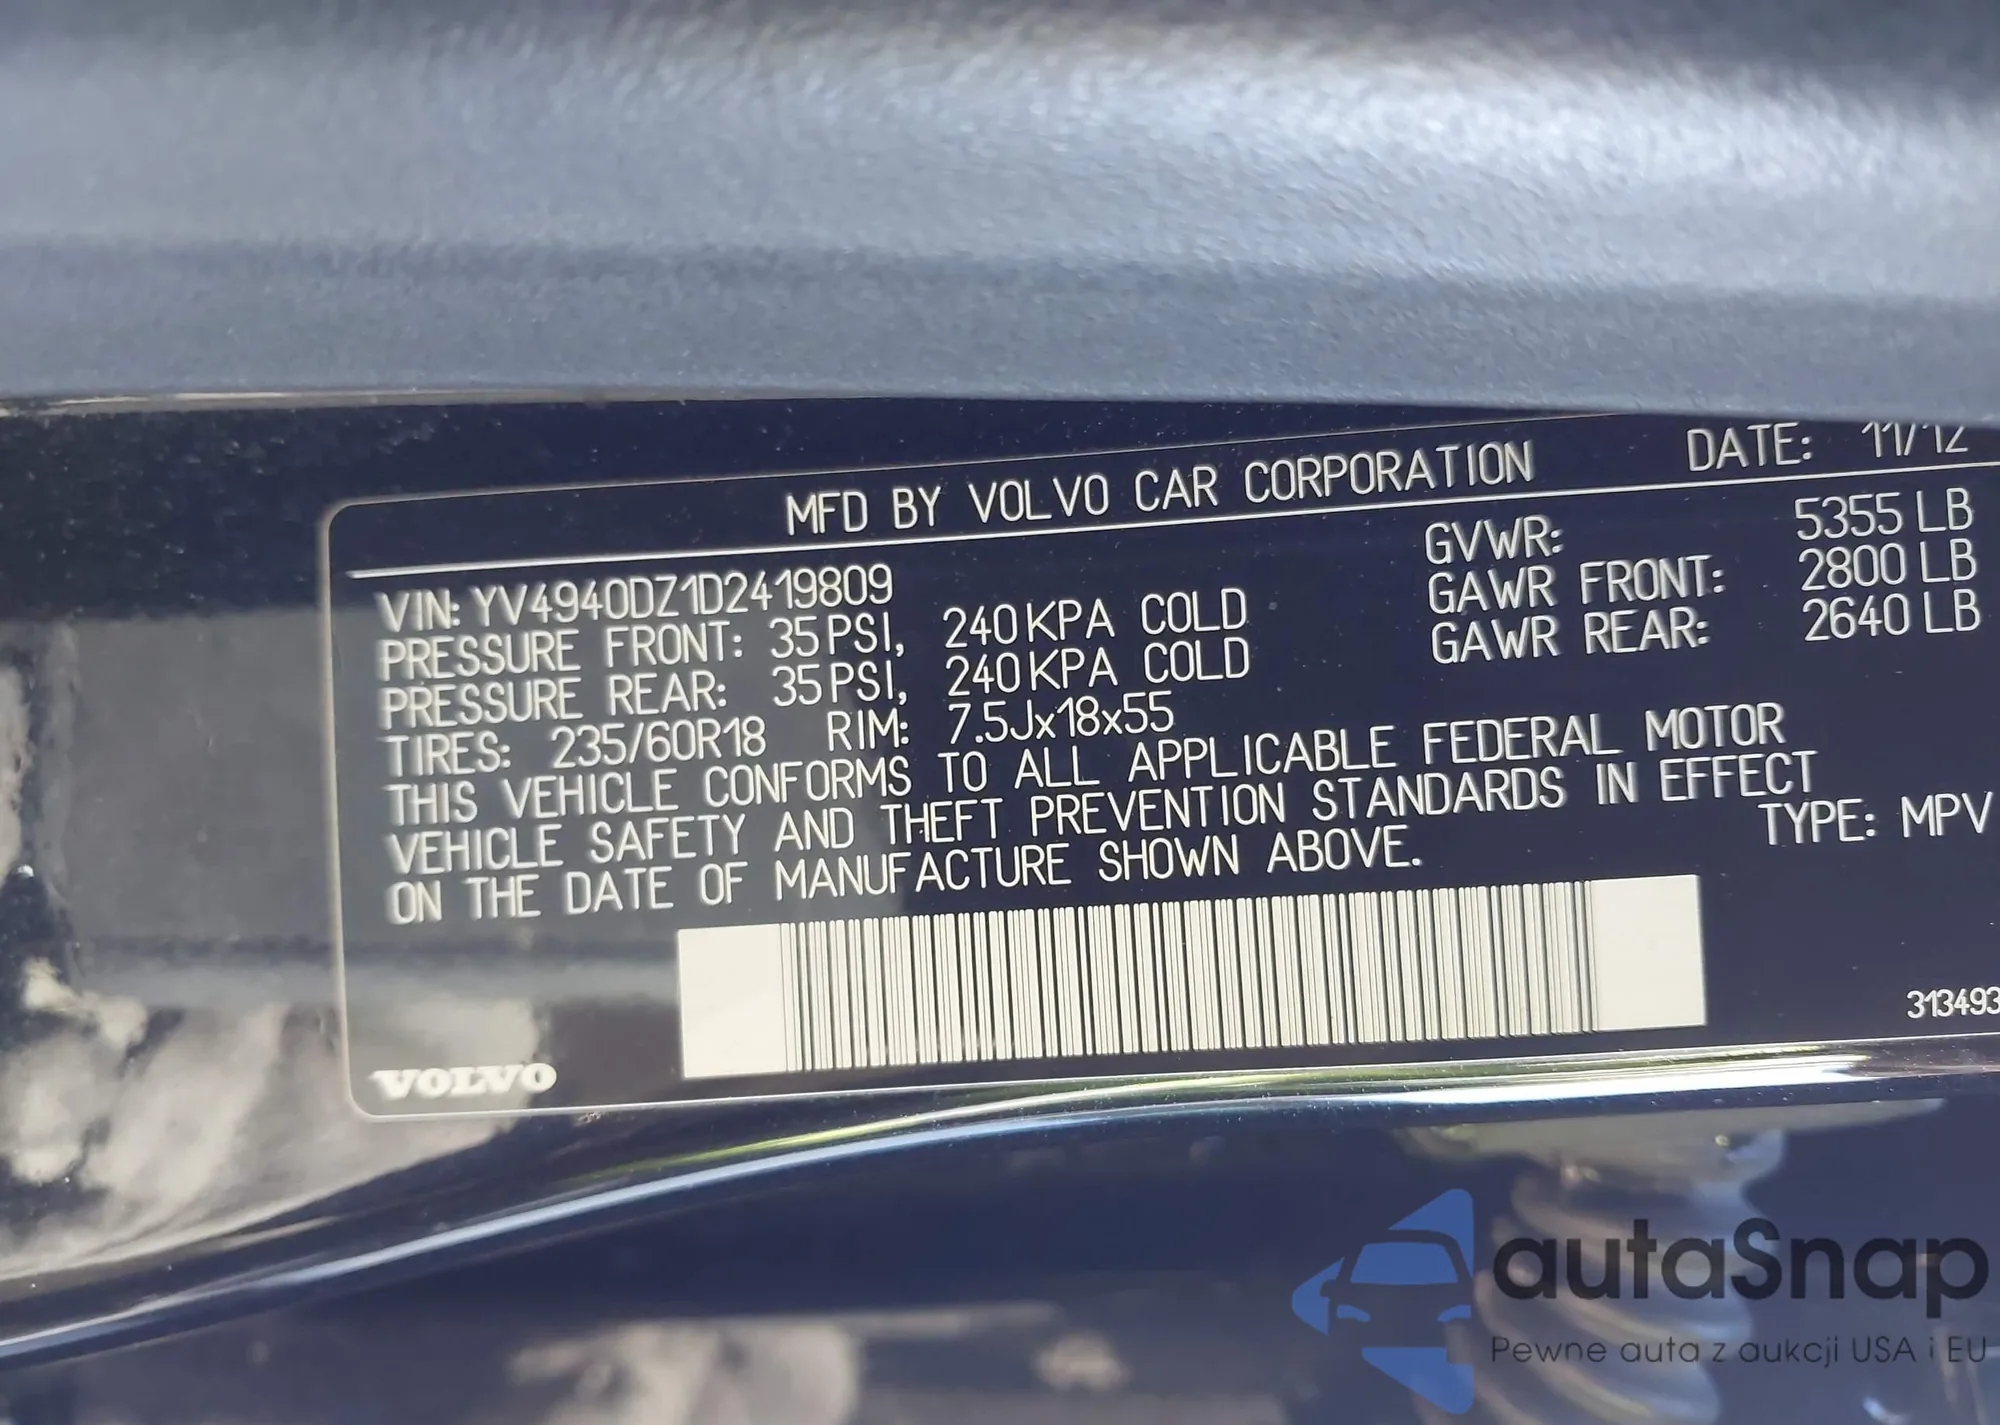 MFD BY VOLVO CAR CORPORATION DATE: 11/12
VIN: YV4940DZ1D2419809 GVWR: 5355 LB
PRESSURE FRONT: 35 PSI, 240 KPA COLD GAWR FRONT: 2800 LB
PRESSURE REAR: 35 PSI, 240 KPA COLD GAWR REAR: 2640 LB
TIRES: 235/60R18 RIM: 7.5Jx18x55
THIS VEHICLE CONFORMS TO ALL APPLICABLE FEDERAL MOTOR
VEHICLE SAFETY AND THEFT PREVENTION STANDARDS IN EFFECT
ON THE DATE OF MANUFACTURE SHOWN ABOVE. TYPE: MPV
313493
VOLVO
autaSnap
Pewne auta z aukcji USA i EU